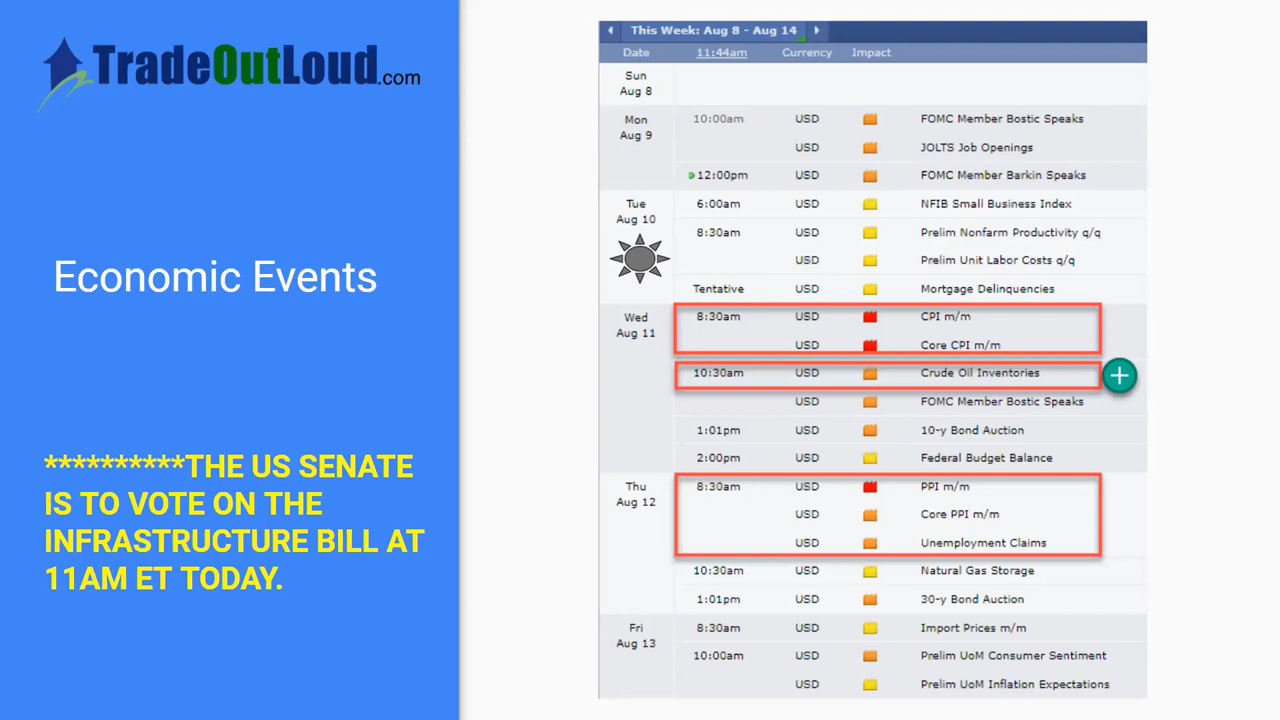 TradeOutLoud.com
Economic Events
**********THE US SENATE
IS TO VOTE ON THE
INFRASTRUCTURE BILL AT
11AM ET TODAY.
This Week: Aug 8 - Aug 14
Date 11:44am Currency Impact
Sun
Aug 8
Mon
Aug 9
10:00am USD FOMC Member Bostic Speaks
USD JOLTS Job Openings
12:00pm USD FOMC Member Barkin Speaks
Tue
Aug 10
6:00am USD NFIB Small Business Index
8:30am USD Prelim Nonfarm Productivity q/q
USD Prelim Unit Labor Costs q/q
Tentative USD Mortgage Delinquencies
Wed
Aug 11
8:30am USD CPI m/m
USD Core CPI m/m
10:30am USD Crude Oil Inventories
USD FOMC Member Bostic Speaks
1:01pm USD 10-y Bond Auction
2:00pm USD Federal Budget Balance
Thu
Aug 12
8:30am USD PPI m/m
USD Core PPI m/m
USD Unemployment Claims
10:30am USD Natural Gas Storage
1:01pm USD 30-y Bond Auction
Fri
Aug 13
8:30am USD Import Prices m/m
10:00am USD Prelim UoM Consumer Sentiment
USD Prelim UoM Inflation Expectations